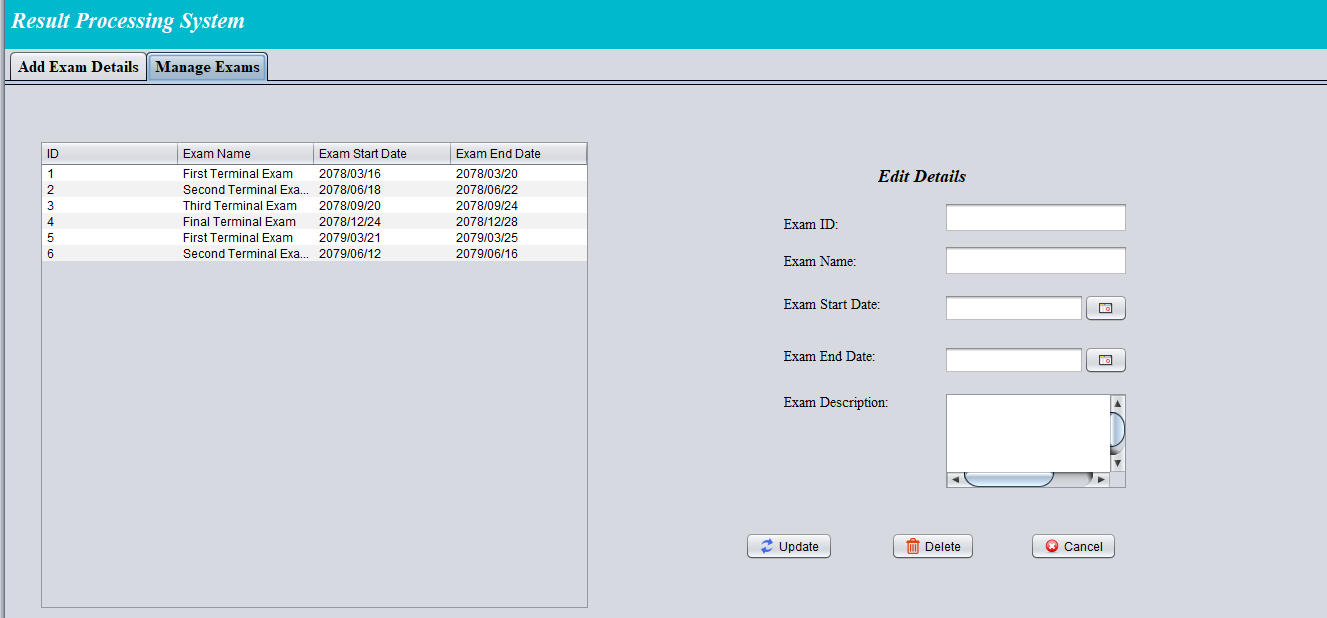 Result Processing System
Add Exam Details Manage Exams
ID Exam Name Exam Start Date Exam End Date
1 First Terminal Exam 2078/03/16 2078/03/20
2 Second Terminal Exa... 2078/06/18 2078/06/22
3 Third Terminal Exam 2078/09/20 2078/09/24
4 Final Terminal Exam 2078/12/24 2078/12/28
5 First Terminal Exam 2079/03/21 2079/03/25
6 Second Terminal Exa... 2079/06/12 2079/06/16
Edit Details
Exam ID:
Exam Name:
Exam Start Date:
Exam End Date:
Exam Description:
Update Delete Cancel